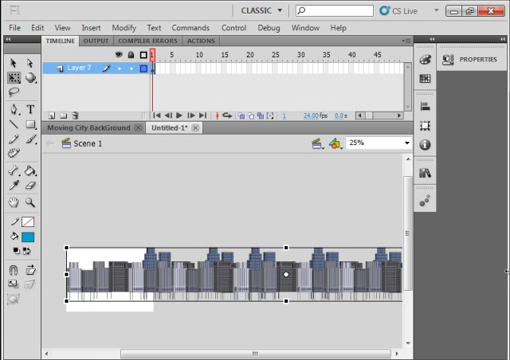 Fl
CLASSIC
CS Live
File Edit View Insert Modify Text Commands Control Debug Window Help
TIMELINE OUTPUT COMPILER ERRORS ACTIONS
1 5 10 15 20 25 30 35 40 45
Layer 7
1 24.00 fps 0.0 s
Moving City BackGround Untitled-1*
Scene 1
25%
PROPERTIES